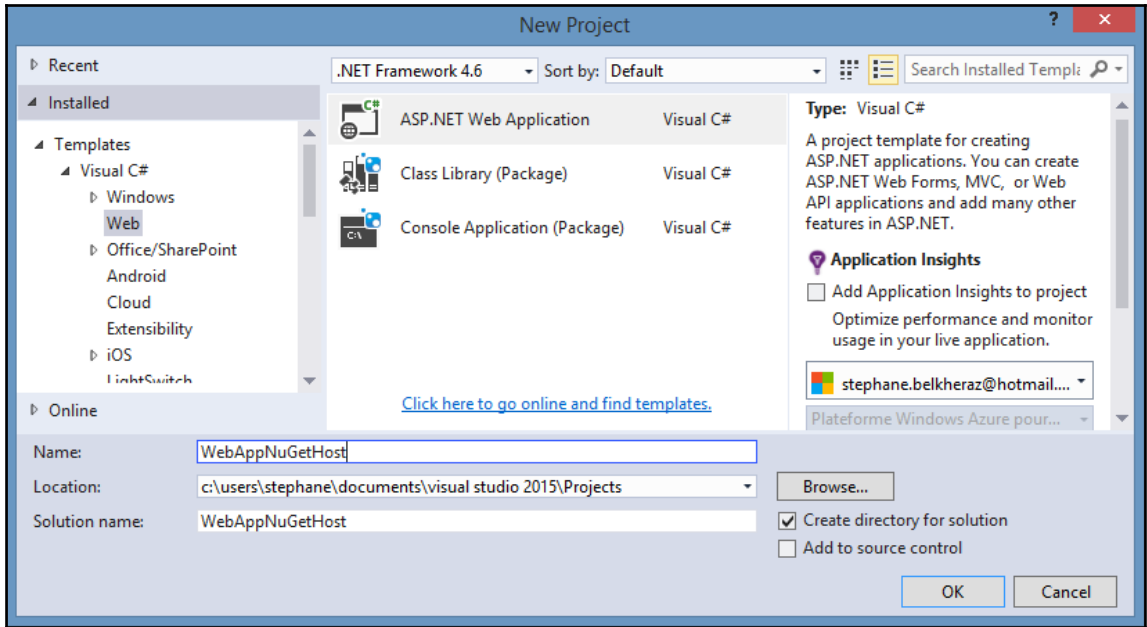 New Project
?
Recent
.NET Framework 4.6
Sort by: Default
Search Installed Templa
Installed
Templates
Visual C#
Windows
Web
Office/SharePoint
Android
Cloud
Extensibility
iOS
LightSwitch
Online
C#
ASP.NET Web Application Visual C#
Class Library (Package) Visual C#
C:\
Console Application (Package) Visual C#
Click here to go online and find templates.
Type: Visual C#
A project template for creating
ASP.NET applications. You can create
ASP.NET Web Forms, MVC, or Web
API applications and add many other
features in ASP.NET.
Application Insights
Add Application Insights to project
Optimize performance and monitor
usage in your live application.
stephane.belkheraz@hotmail....
Plateforme Windows Azure pour...
Name: WebAppNuGetHost
Location: c:\users\stephane\documents\visual studio 2015\Projects
Browse...
Solution name: WebAppNuGetHost
Create directory for solution
Add to source control
OK
Cancel